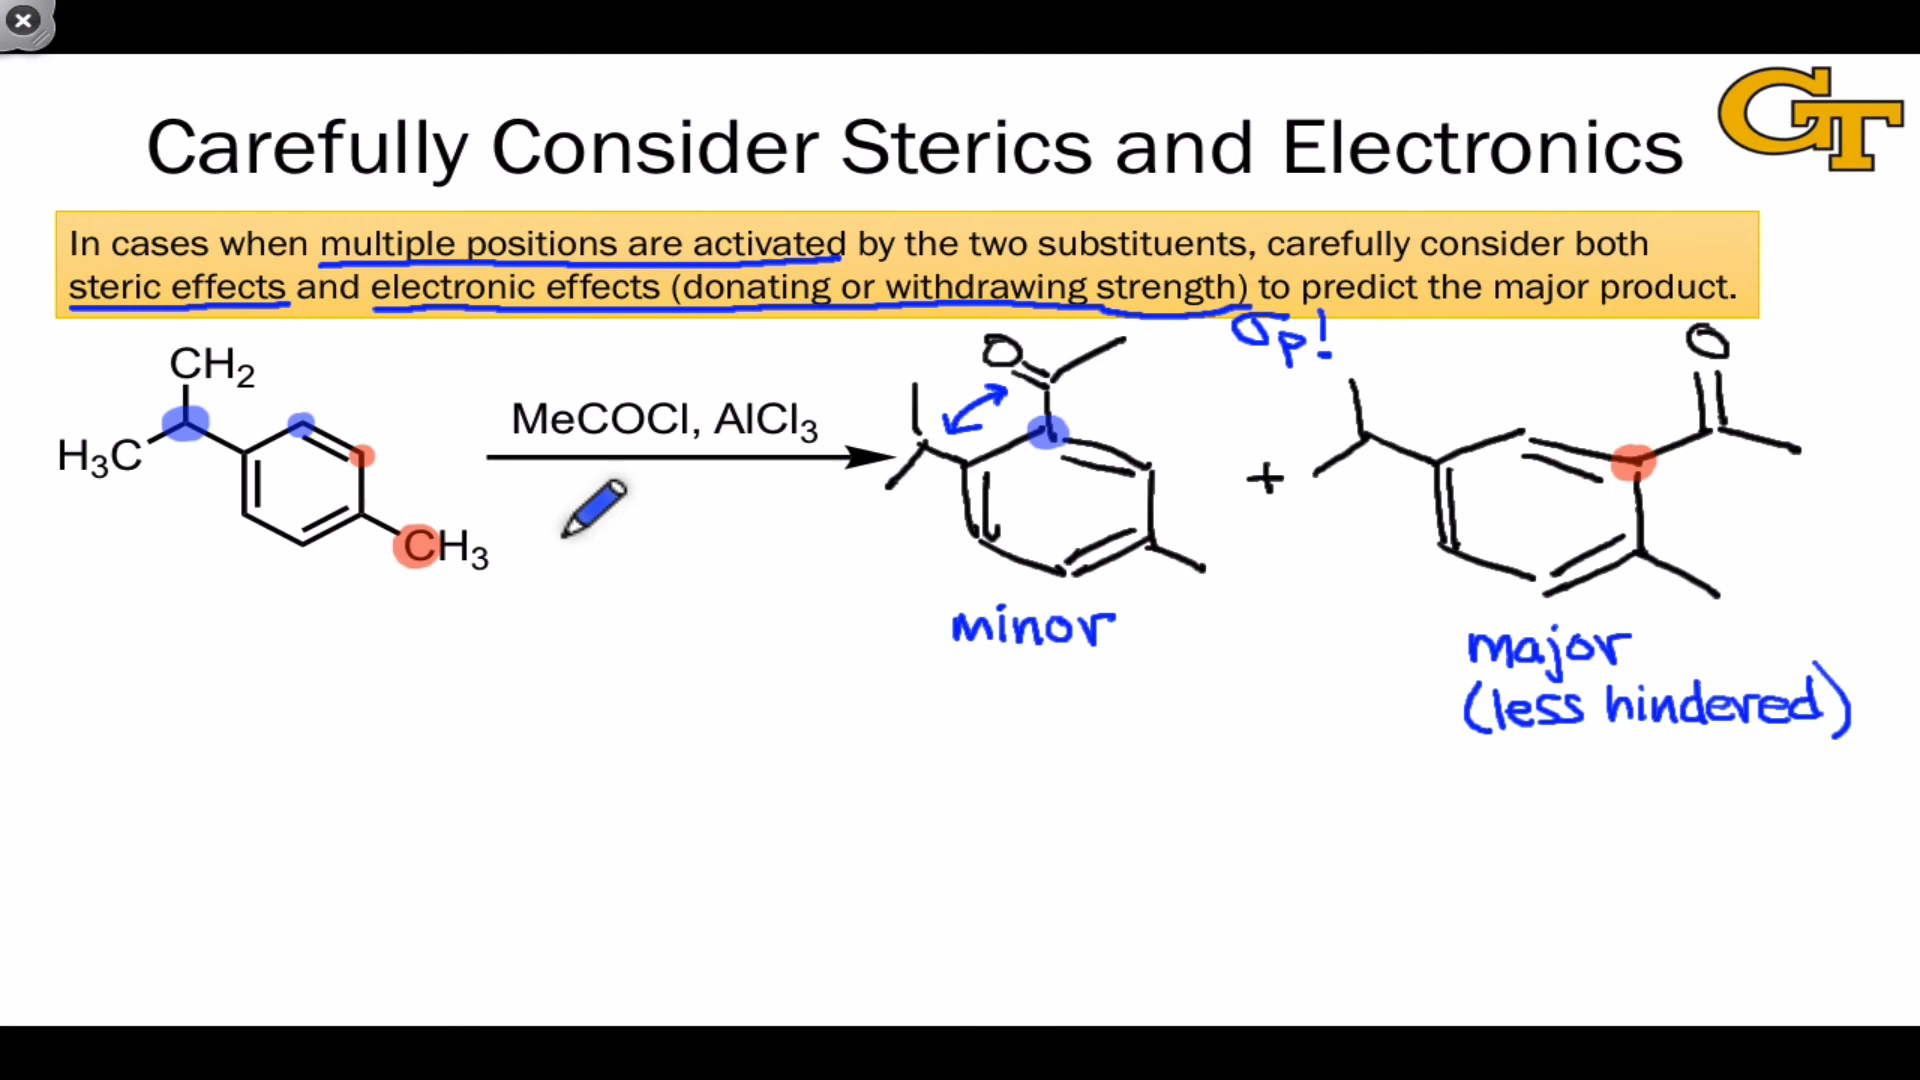 Carefully Consider Sterics and Electronics
GT
In cases when multiple positions are activated by the two substituents, carefully consider both
steric effects and electronic effects (donating or withdrawing strength) to predict the major product.
σp!
CH2
H3C
CH3
MeCOCl, AlCl3
O
+
O
minor
major
(less hindered)